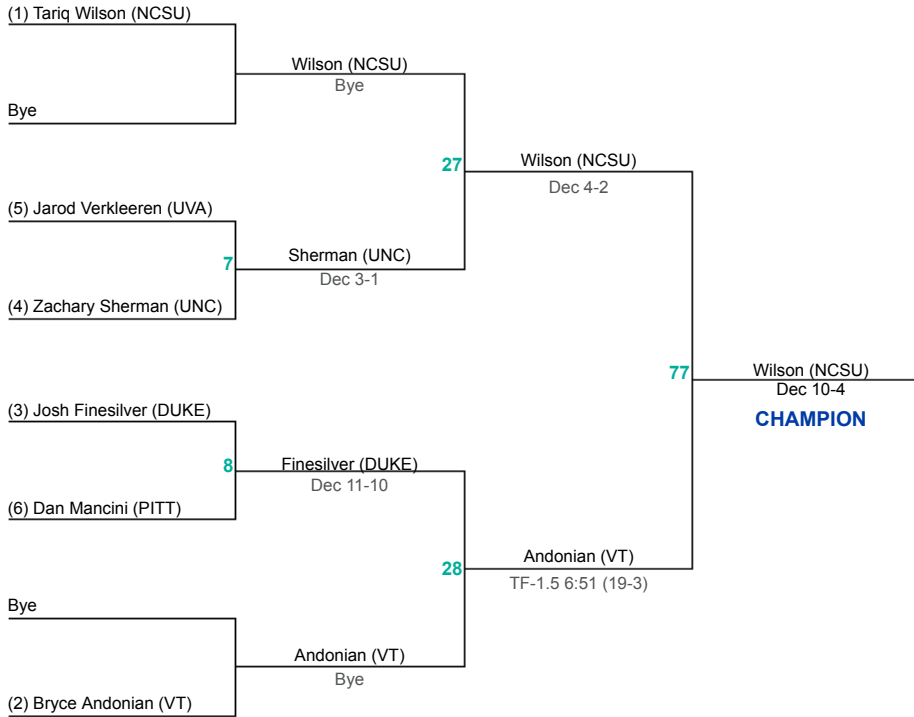 (1) Tariq Wilson (NCSU)
Wilson (NCSU)
Bye
Bye
27
Wilson (NCSU)
Dec 4-2
(5) Jarod Verkleeren (UVA)
7
Sherman (UNC)
Dec 3-1
(4) Zachary Sherman (UNC)
77
Wilson (NCSU)
Dec 10-4
CHAMPION
(3) Josh Finesilver (DUKE)
8
Finesilver (DUKE)
Dec 11-10
(6) Dan Mancini (PITT)
28
Andonian (VT)
TF-1.5 6:51 (19-3)
Bye
Andonian (VT)
Bye
(2) Bryce Andonian (VT)